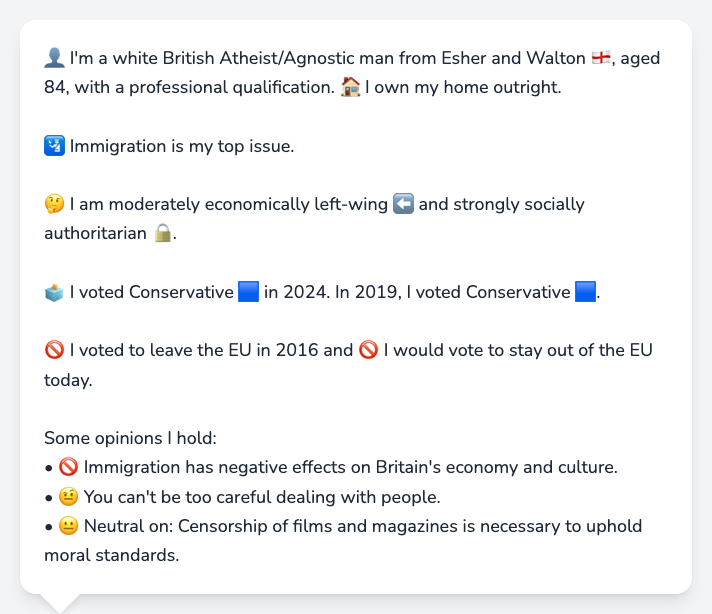 👤 I'm a white British Atheist/Agnostic man from Esher and Walton 🏴󠁧󠁢󠁥󠁮󠁧󠁿, aged
84, with a professional qualification. 🏠 I own my home outright.
🛂 Immigration is my top issue.
🤔 I am moderately economically left-wing ⬅️ and strongly socially
authoritarian 🔒.
🗳️ I voted Conservative 🟦 in 2024. In 2019, I voted Conservative 🟦.
🚫 I voted to leave the EU in 2016 and 🚫 I would vote to stay out of the EU
today.
Some opinions I hold:
• 🚫 Immigration has negative effects on Britain's economy and culture.
• 🤨 You can't be too careful dealing with people.
• 😐 Neutral on: Censorship of films and magazines is necessary to uphold
moral standards.